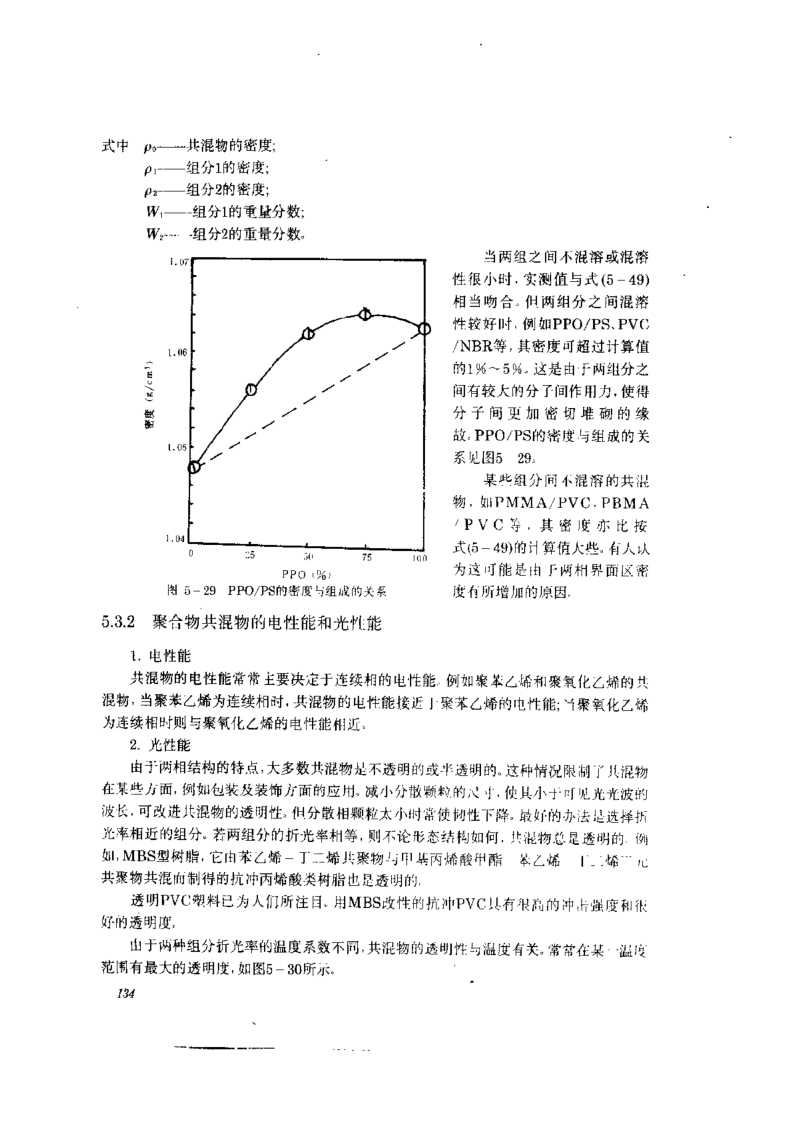 式中 ρ₀——共混物的密度;
ρ₁——组分1的密度;
ρ₂——组分2的密度;
W₁——组分1的重量分数;
W₂——组分2的重量分数。
1.07
1.06
1.05
1.04
密度 (g/cm³)
0 25 50 75 100
PPO (%)
图 5-29 PPO/PS的密度与组成的关系
当两组之间不混溶或混溶
性很小时,实测值与式(5-49)
相当吻合。但两组分之间混溶
性较好时,例如PPO/PS、PVC
/NBR等,其密度可超过计算值
的1%~5%。这是由于两组分之
间有较大的分子间作用力,使得
分子间更加密切堆砌的缘
故。PPO/PS的密度与组成的关
系见图5 29。
某些组分间不混溶的共混
物,如PMMA/PVC、PBMA
/PVC等,其密度亦比按
式(5-49)的计算值大些。有人认
为这可能是由于两相界面区密
度有所增加的原因。
5.3.2 聚合物共混物的电性能和光性能
1. 电性能
共混物的电性能常常主要决定于连续相的电性能。例如聚苯乙烯和聚氧化乙烯的共
混物,当聚苯乙烯为连续相时,共混物的电性能接近于聚苯乙烯的电性能;当聚氧化乙烯
为连续相时则与聚氧化乙烯的电性能相近。
2. 光性能
由于两相结构的特点,大多数共混物是不透明的或半透明的。这种情况限制了共混物
在某些方面,例如包装及装饰方面的应用。减小分散颗粒的尺寸,使其小于可见光光波的
波长,可改进共混物的透明性。但分散相颗粒太小时常使韧性下降。最好的办法是选择折
光率相近的组分。若两组分的折光率相等,则不论形态结构如何,共混物总是透明的。例
如,MBS型树脂,它由苯乙烯-丁二烯共聚物与甲基丙烯酸甲酯 苯乙烯 丁二烯三元
共聚物共混而制得的抗冲丙烯酸类树脂也是透明的。
透明PVC塑料已为人们所注目。用MBS改性的抗冲PVC具有很高的冲击强度和很
好的透明度。
由于两种组分折光率的温度系数不同,共混物的透明性与温度有关。常常在某一温度
范围有最大的透明度,如图5-30所示。
134